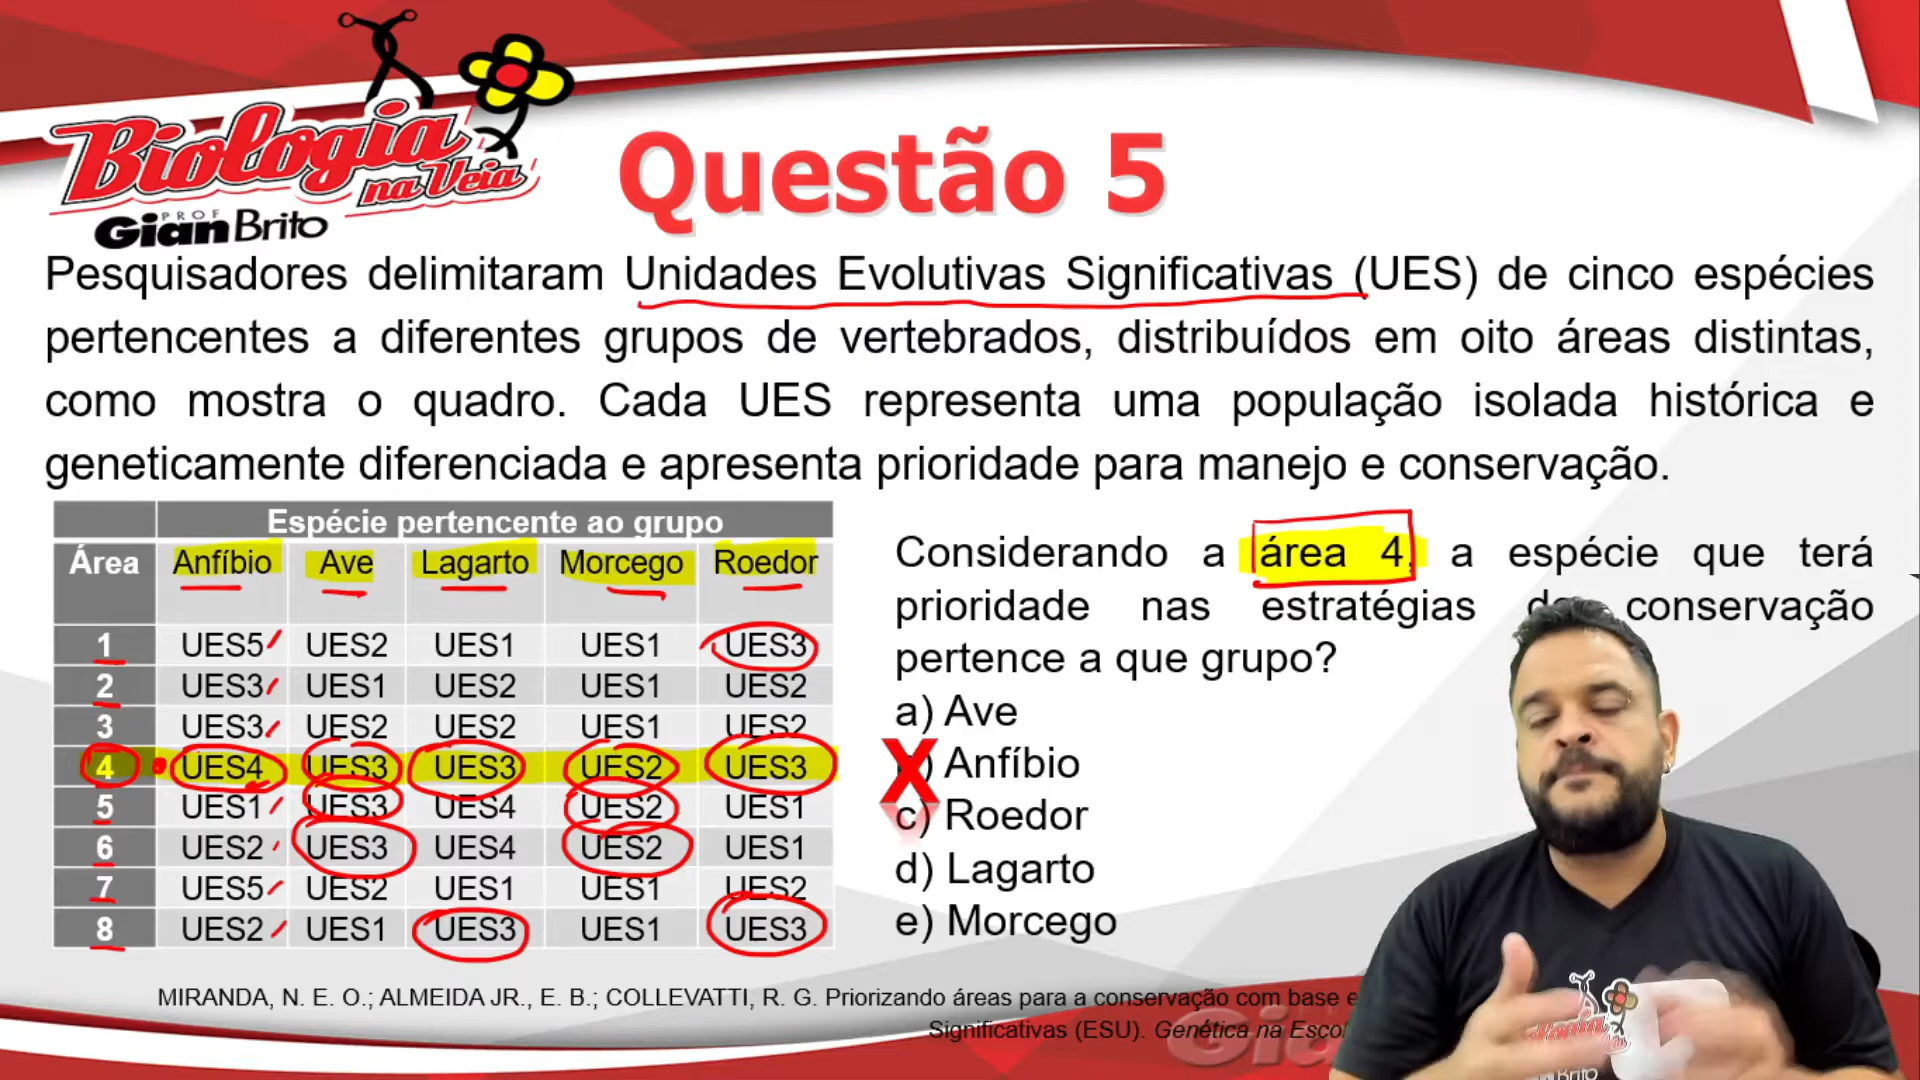 Biologia
na Veia
PROF
Gian Brito
Questão 5
Pesquisadores delimitaram Unidades Evolutivas Significativas (UES) de cinco espécies
pertencentes a diferentes grupos de vertebrados, distribuídos em oito áreas distintas,
como mostra o quadro. Cada UES representa uma população isolada histórica e
geneticamente diferenciada e apresenta prioridade para manejo e conservação.
Espécie pertencente ao grupo
Área Anfíbio Ave Lagarto Morcego Roedor
1 UES5 UES2 UES1 UES1 UES3
2 UES3 UES1 UES2 UES1 UES2
3 UES3 UES2 UES2 UES1 UES2
4 UES4 UES3 UES3 UES2 UES3
5 UES1 UES3 UES4 UES2 UES1
6 UES2 UES3 UES4 UES2 UES1
7 UES5 UES2 UES1 UES1 UES2
8 UES2 UES1 UES3 UES1 UES3
Considerando a área 4, a espécie que terá
prioridade nas estratégias de conservação
pertence a que grupo?
a) Ave
X) Anfíbio
c) Roedor
d) Lagarto
e) Morcego
MIRANDA, N. E. O.; ALMEIDA JR., E. B.; COLLEVATTI, R. G. Priorizando áreas para a conservação com base e
Significativas (ESU). Genética na Escol
Gia
Brito